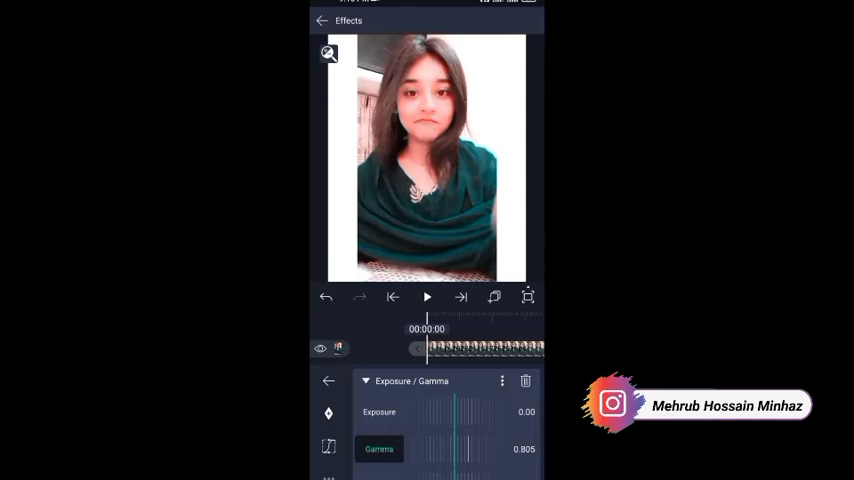 Effects
00:00:00
Exposure / Gamma
Exposure
0.00
Gamma
0.805
Mehrub Hossain Minhaz